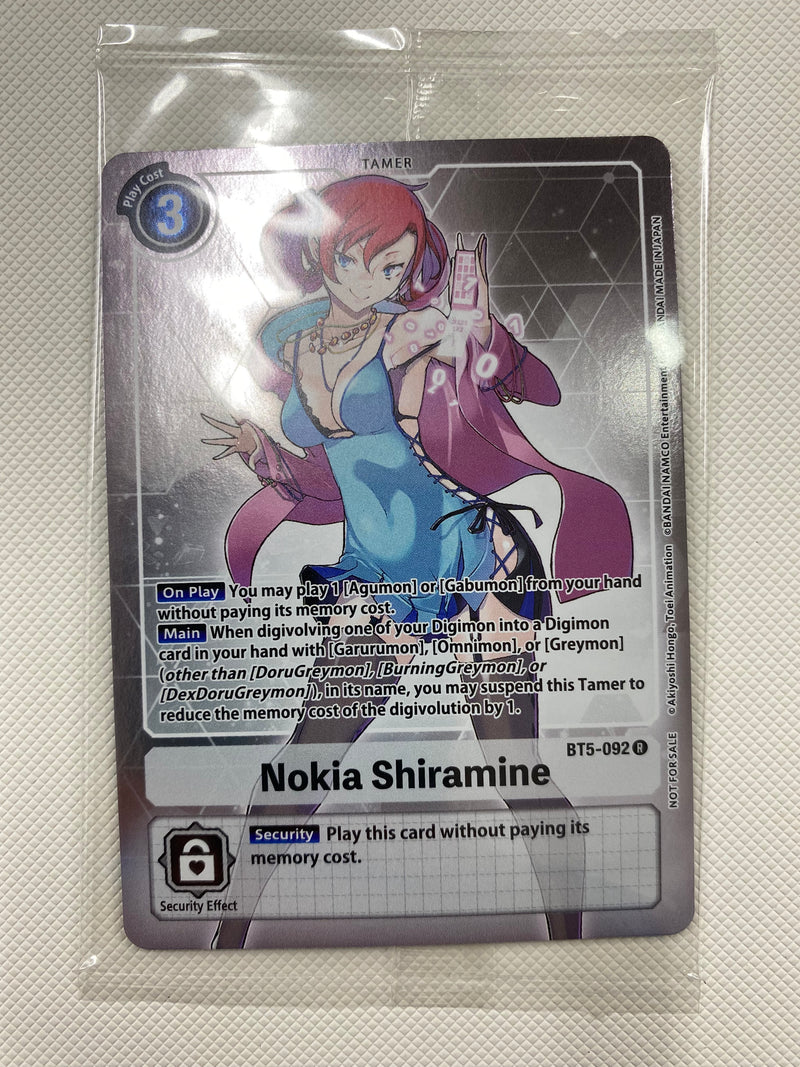 TAMER
Play Cost
3
7
0
1
0
On Play You may play 1 [Agumon] or [Gabumon] from your hand
without paying its memory cost.
Main When digivolving one of your Digimon into a Digimon
card in your hand with [Garurumon], [Omnimon], or [Greymon]
(other than [DoruGreymon], [BurningGreymon], or
[DexDoruGreymon]), in its name, you may suspend this Tamer to
reduce the memory cost of the digivolution by 1.
BT5-092 R
Nokia Shiramine
Security Play this card without paying its
memory cost.
Security Effect
NOT FOR SALE ©Akiyoshi Hongo, Toei Animation ©BANDAI NAMCO Entertainment MADE IN JAPAN